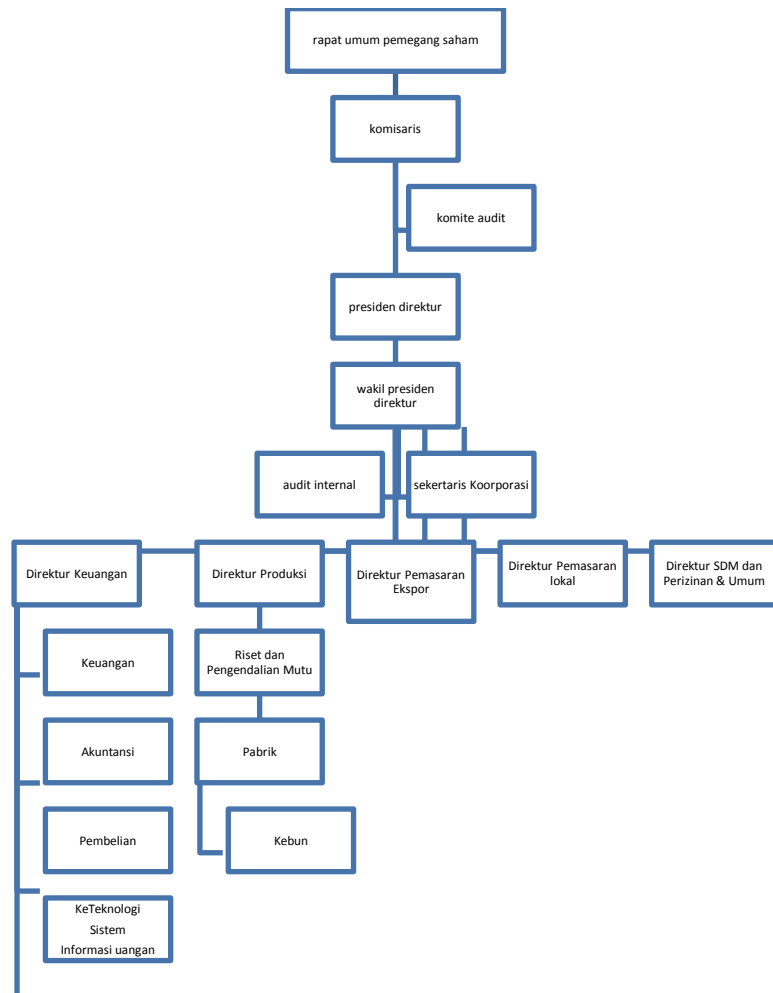 rapat umum pemegang saham
komisaris
komite audit
presiden direktur
wakil presiden
direktur
audit internal
sekertaris Koorporasi
Direktur Keuangan
Direktur Produksi
Direktur Pemasaran
Ekspor
Direktur Pemasaran
lokal
Direktur SDM dan
Perizinan & Umum
Keuangan
Riset dan
Pengendalian Mutu
Akuntansi
Pabrik
Pembelian
Kebun
KeTeknologi
Sistem
Informasi uangan